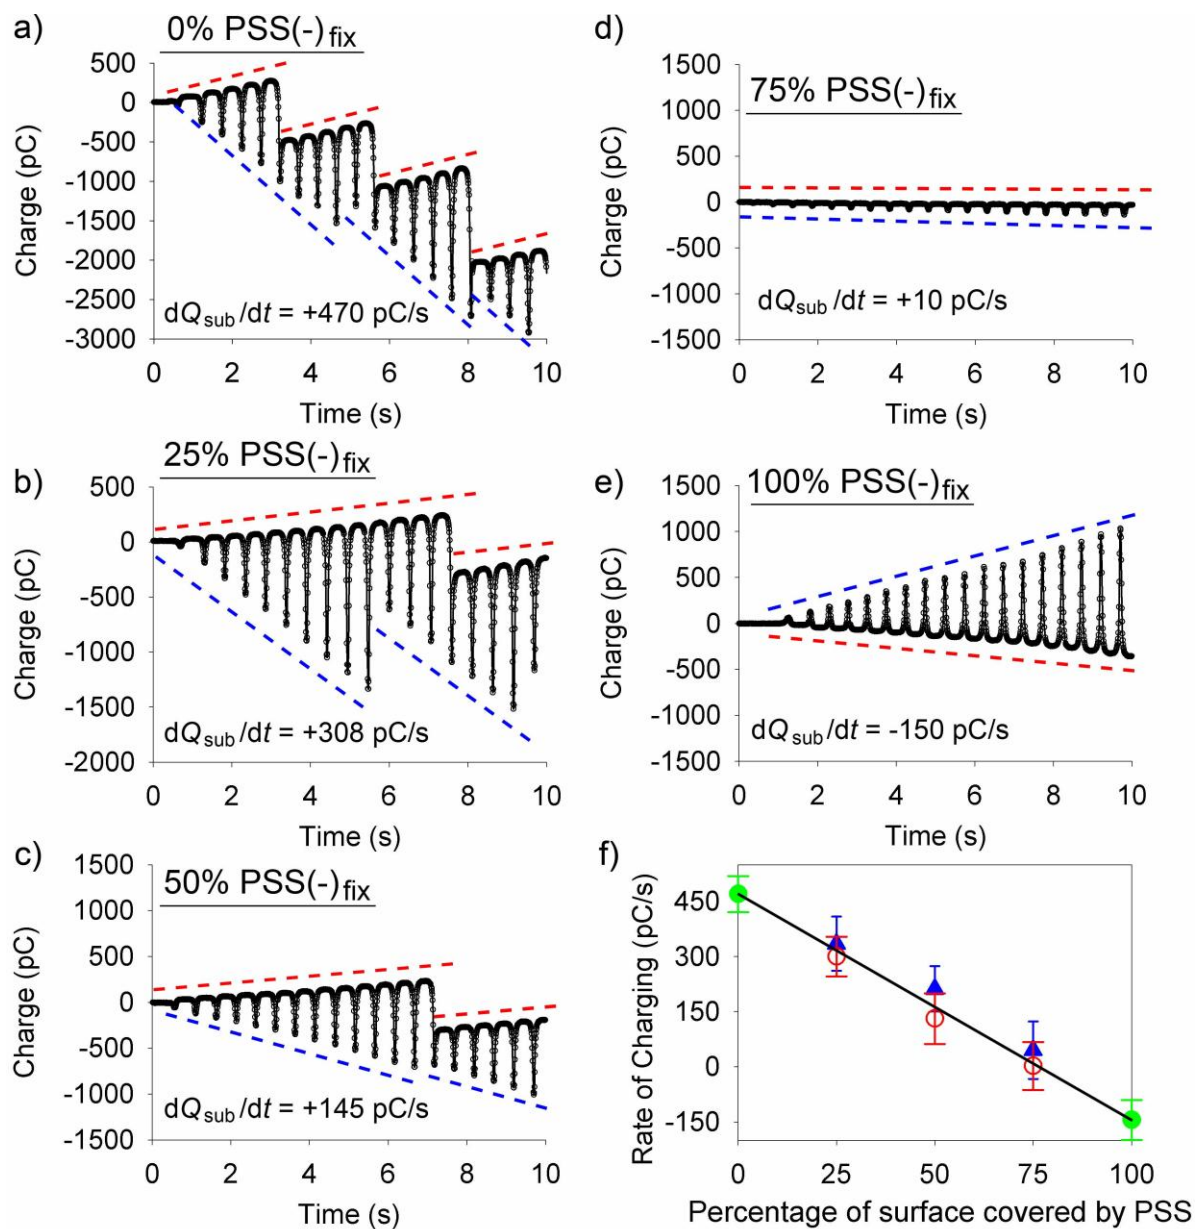 a)
0% PSS(-)fix
500
0
-500
-1000
-1500
-2000
-2500
-3000
Charge (pC)
dQsub/dt = +470 pC/s
0 2 4 6 8 10
Time (s)
b)
25% PSS(-)fix
500
0
-500
-1000
-1500
-2000
Charge (pC)
dQsub/dt = +308 pC/s
0 2 4 6 8 10
Time (s)
c)
50% PSS(-)fix
1500
1000
500
0
-500
-1000
-1500
Charge (pC)
dQsub/dt = +145 pC/s
0 2 4 6 8 10
Time (s)
d)
75% PSS(-)fix
1500
1000
500
0
-500
-1000
-1500
Charge (pC)
dQsub/dt = +10 pC/s
0 2 4 6 8 10
Time (s)
e)
100% PSS(-)fix
1500
1000
500
0
-500
-1000
-1500
Charge (pC)
dQsub/dt = -150 pC/s
0 2 4 6 8 10
Time (s)
f)
450
300
150
0
-150
Rate of Charging (pC/s)
0 25 50 75 100
Percentage of surface covered by PSS